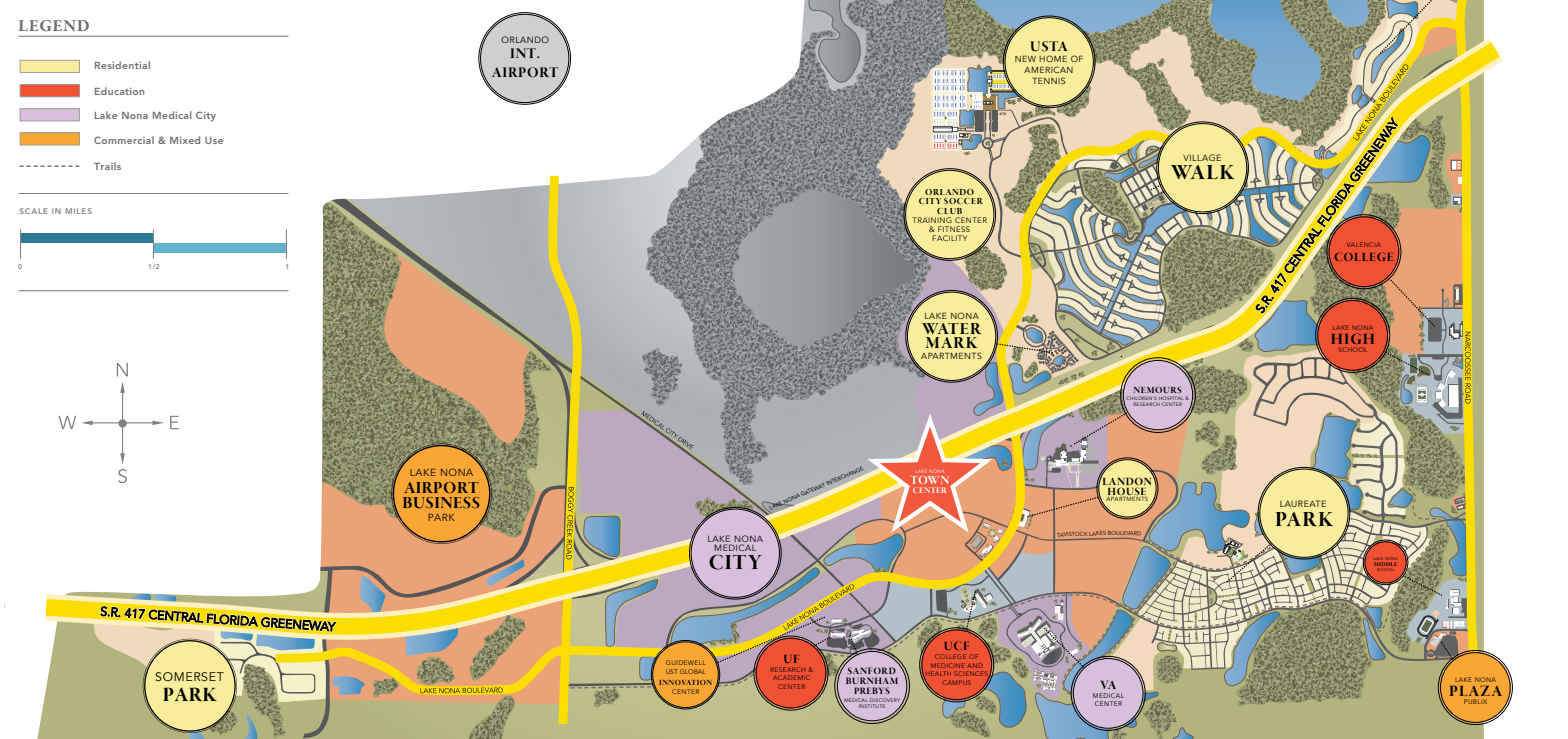 LEGEND
Residential
Education
Lake Nona Medical City
Commercial & Mixed Use
Trails
SCALE IN MILES
0
1/2
1
N
W
E
S
ORLANDO
INT.
AIRPORT
USTA
NEW HOME OF
AMERICAN
TENNIS
VILLAGE
WALK
ORLANDO
CITY SOCCER
CLUB
TRAINING CENTER
& FITNESS
FACILITY
LAKE NONA BOULEVARD
S.R. 417 CENTRAL FLORIDA GREENEWAY
VALENCIA
COLLEGE
LAKE NONA
HIGH
SCHOOL
NARCOOSSEE ROAD
LAKE NONA
WATER
MARK
APARTMENTS
NEMOURS
CHILDREN'S HOSPITAL &
RESEARCH CENTER
MEDICAL CITY DRIVE
LAKE NONA
AIRPORT
BUSINESS
PARK
BOGGY CREEK ROAD
LAKE NONA GATEWAY INTERCHANGE
LAKE NONA
TOWN
CENTER
LANDON
HOUSE
APARTMENTS
LAUREATE
PARK
TAVISTOCK LAKES BOULEVARD
LAKE NONA
MEDICAL
CITY
LAKE NONA
MIDDLE
SCHOOL
S.R. 417 CENTRAL FLORIDA GREENEWAY
LAKE NONA BOULEVARD
SOMERSET
PARK
LAKE NONA BOULEVARD
GUIDEWELL
UST GLOBAL
INNOVATION
CENTER
UF
RESEARCH &
ACADEMIC
CENTER
SANFORD
BURNHAM
PREBYS
MEDICAL DISCOVERY
INSTITUTE
UCF
COLLEGE OF
MEDICINE AND
HEALTH SCIENCES
CAMPUS
VA
MEDICAL
CENTER
LAKE NONA
PLAZA
PUBLIX